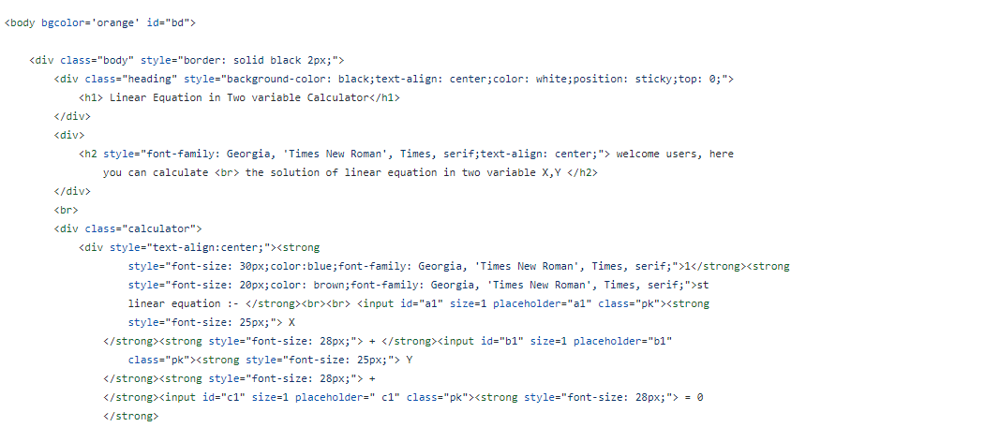 <body bgcolor='orange' id="bd">
<div class="body" style="border: solid black 2px;">
<div class="heading" style="background-color: black;text-align: center;color: white;position: sticky;top: 0;">
<h1> Linear Equation in Two variable Calculator</h1>
</div>
<div>
<h2 style="font-family: Georgia, 'Times New Roman', Times, serif;text-align: center;"> welcome users, here
you can calculate <br> the solution of linear equation in two variable X,Y </h2>
</div>
<br>
<div class="calculator">
<div style="text-align:center;"><strong
style="font-size: 30px;color:blue;font-family: Georgia, 'Times New Roman', Times, serif;">1</strong><strong
style="font-size: 20px;color: brown;font-family: Georgia, 'Times New Roman', Times, serif;">st
linear equation :- </strong><br><br> <input id="a1" size=1 placeholder="a1" class="pk"><strong
style="font-size: 25px;"> X
</strong><strong style="font-size: 28px;"> + </strong><input id="b1" size=1 placeholder="b1"
class="pk"><strong style="font-size: 25px;"> Y
</strong><strong style="font-size: 28px;"> +
</strong><input id="c1" size=1 placeholder=" c1" class="pk"><strong style="font-size: 28px;"> = 0
</strong>